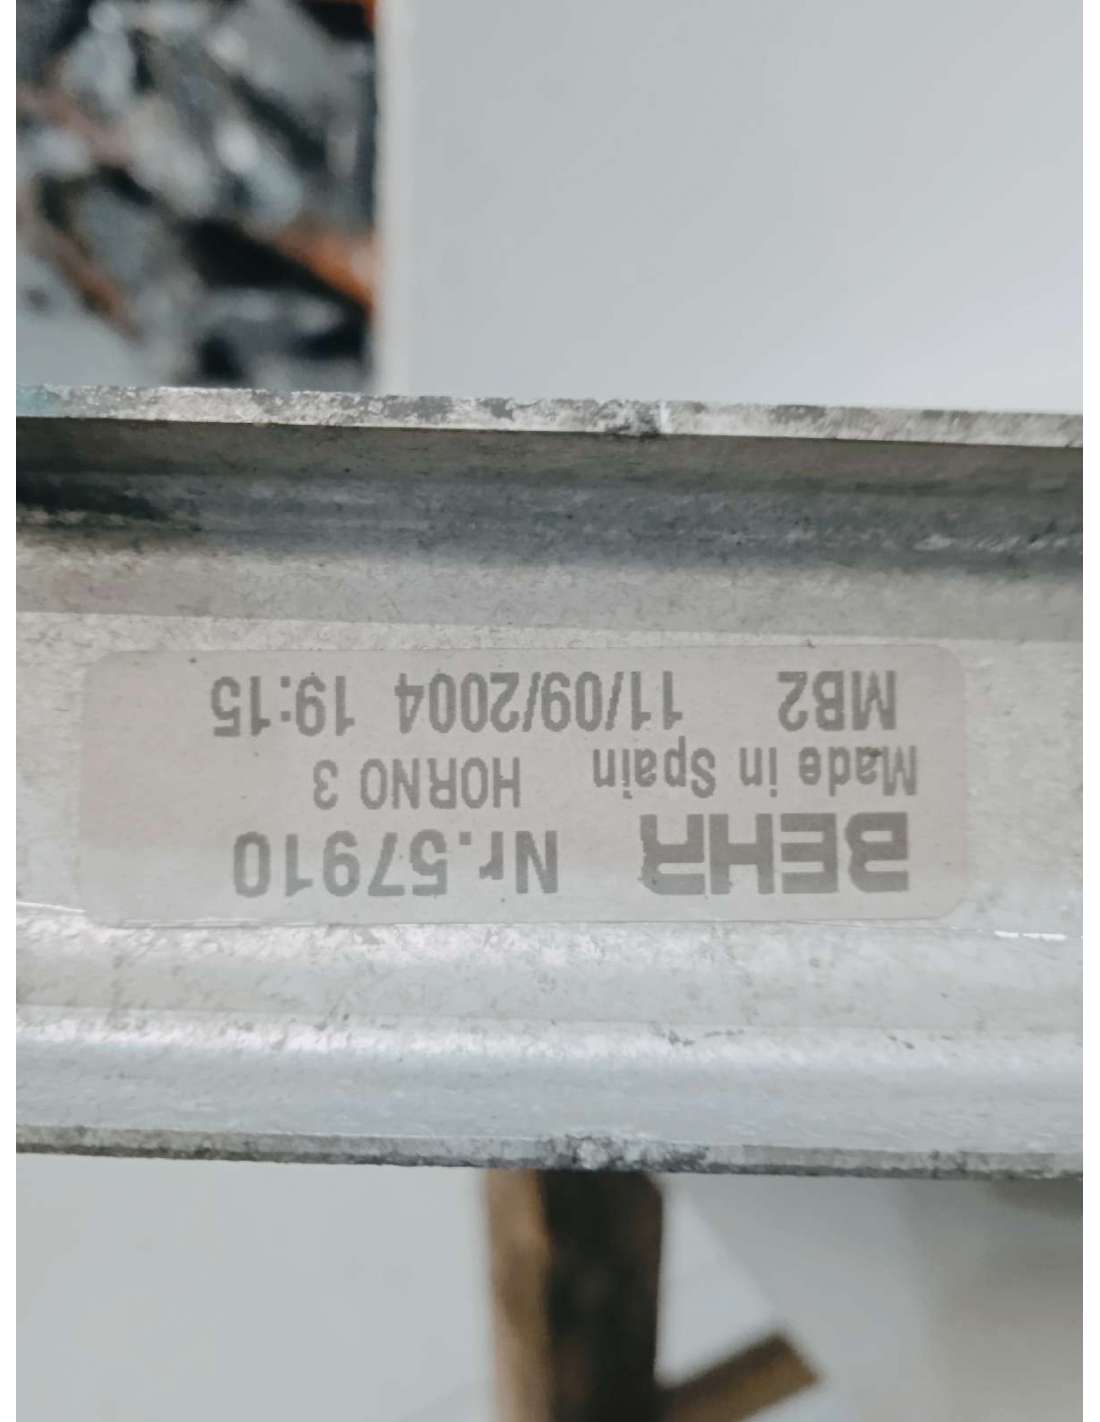 BEHR Nr.57910
Made in Spain HORNO 3
MB2 11/09/2004 19:15